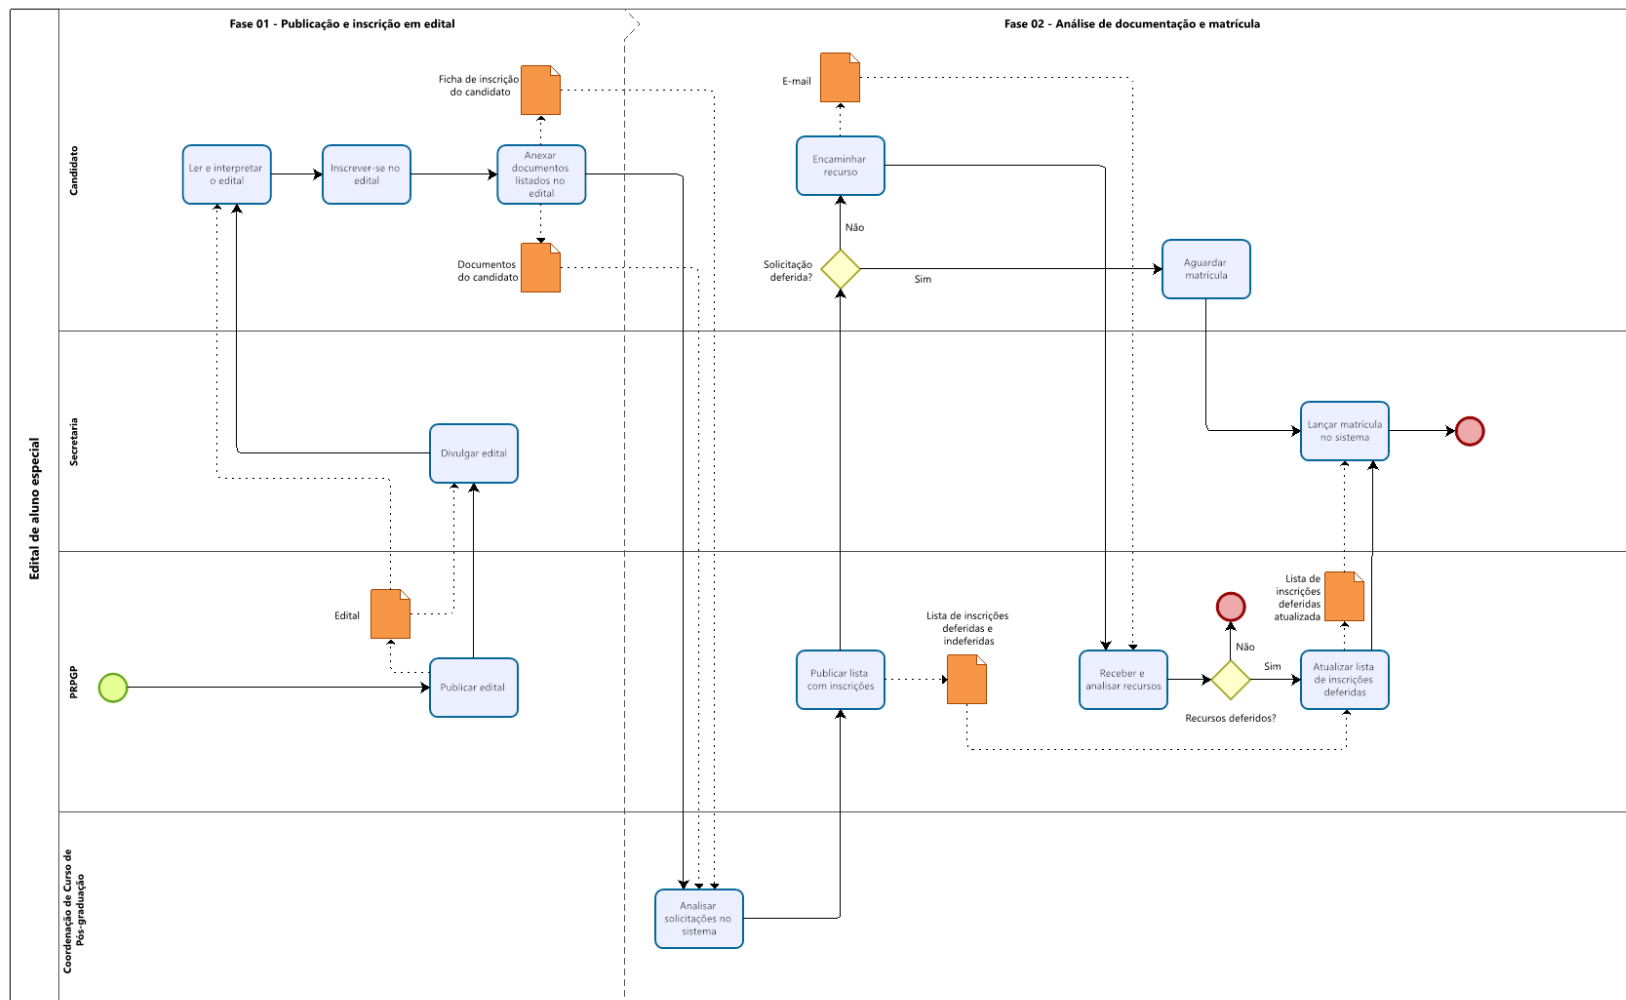 Fase 01 - Publicação e inscrição em edital
Fase 02 - Análise de documentação e matrícula
Edital de aluno especial
Candidato
Ficha de inscrição
do candidato
E-mail
Ler e interpretar
o edital
Inscrever-se no
edital
Anexar
documentos
listados no
edital
Encaminhar
recurso
Não
Documentos
do candidato
Solicitação
deferida?
Sim
Aguardar
matrícula
Secretaria
Divulgar edital
Lançar matrícula
no sistema
PRPGP
Edital
Publicar edital
Lista de inscrições
deferidas e
indeferidas
Publicar lista
com inscrições
Receber e
analisar recursos
Não
Sim
Recursos deferidos?
Lista de
inscrições
deferidas
atualizada
Atualizar lista
de inscrições
deferidas
Coordenação de Curso de
Pós-graduação
Analisar
solicitações no
sistema